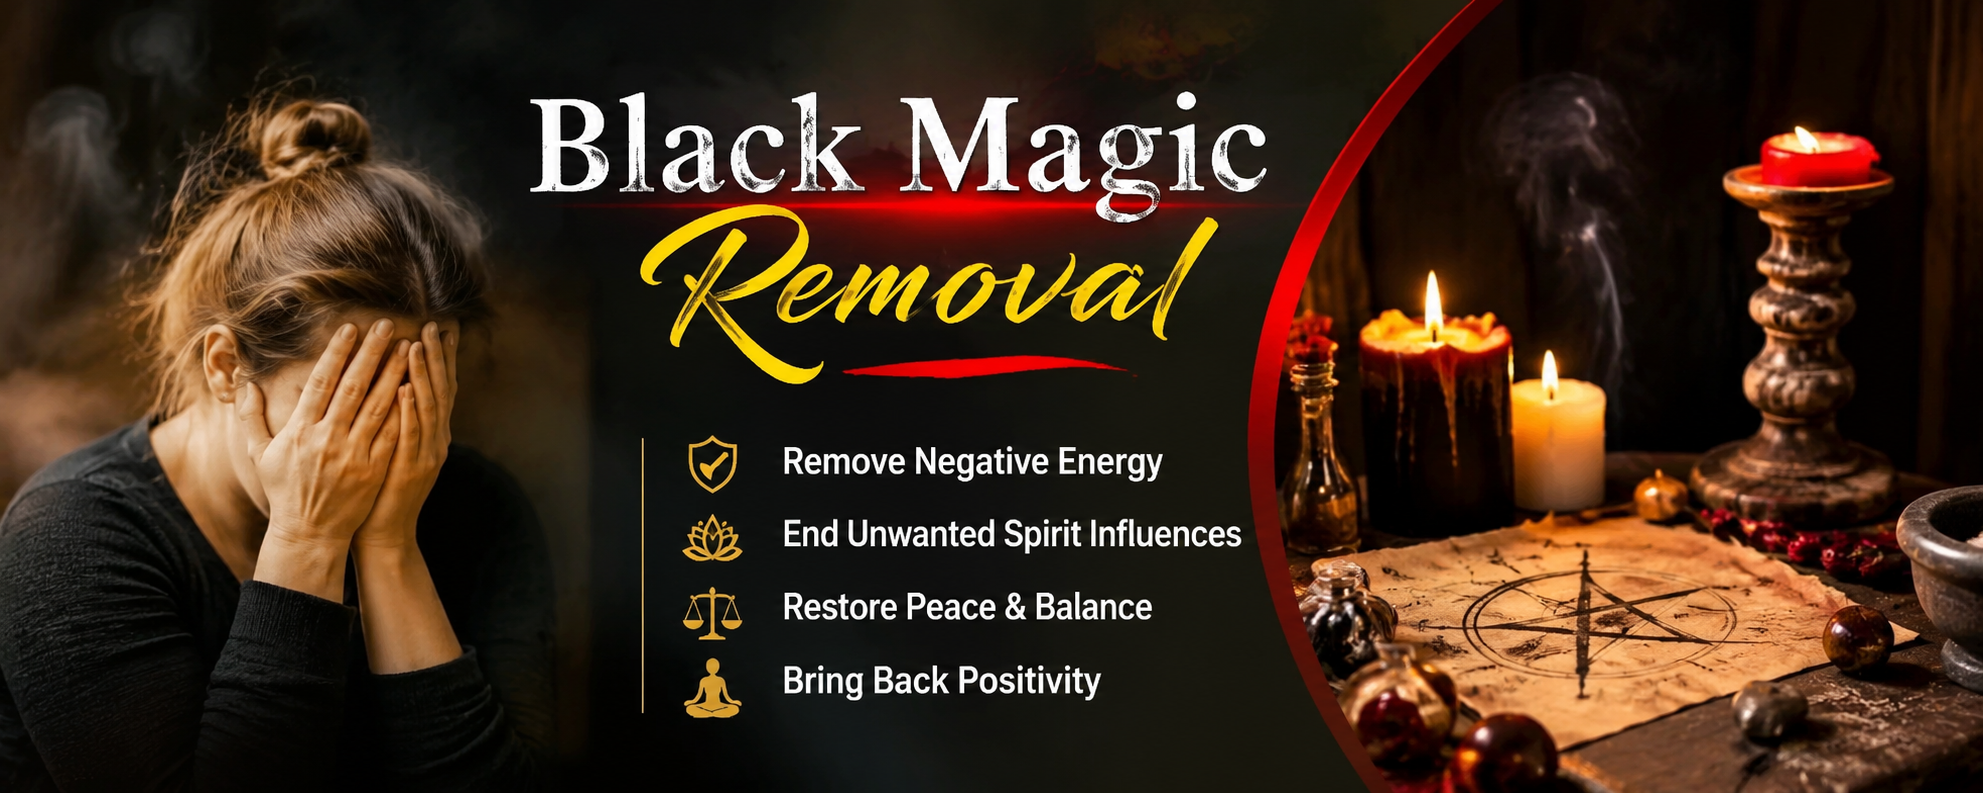 Black Magic
Removal
Remove Negative Energy
End Unwanted Spirit Influences
Restore Peace & Balance
Bring Back Positivity